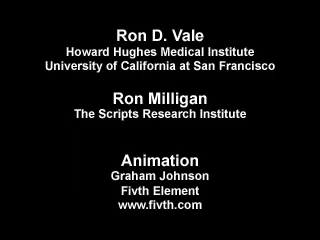 Ron D. Vale
Howard Hughes Medical Institute
University of California at San Francisco
Ron Milligan
The Scripts Research Institute
Animation
Graham Johnson
Fivth Element
www.fivth.com